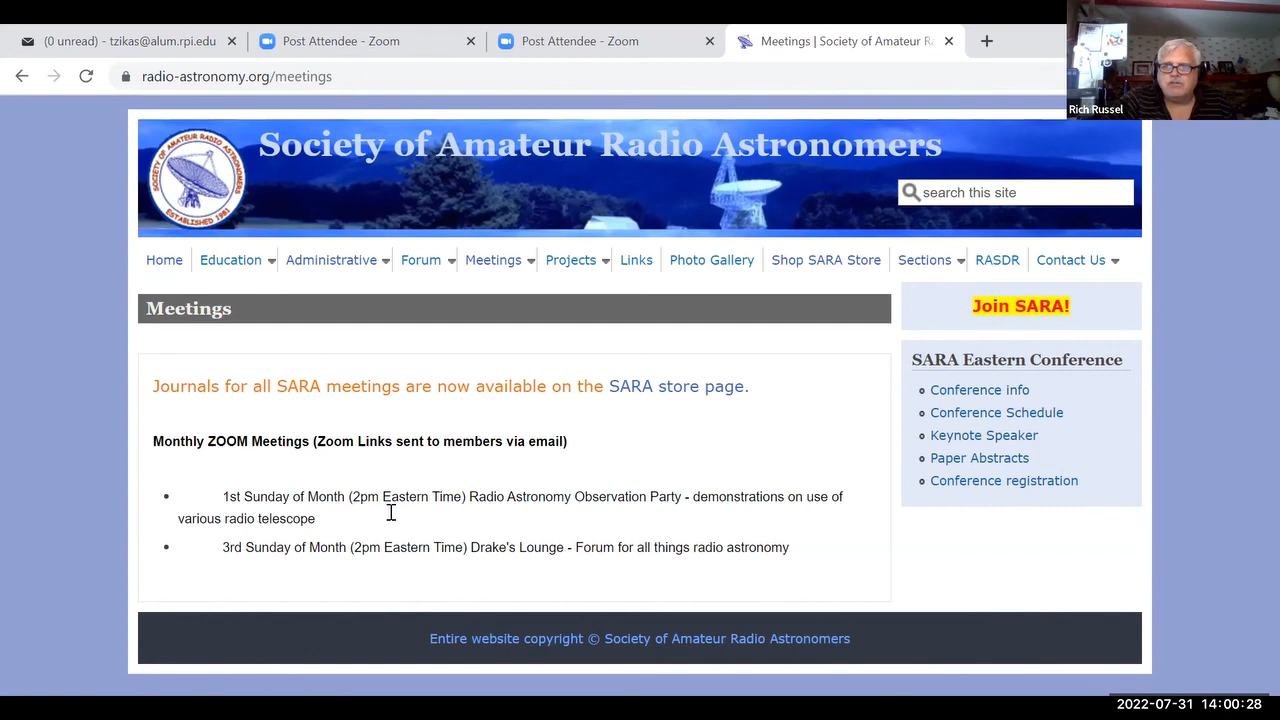 (0 unread) - tzikas@alum.rpi.edu
Post Attendee - Zoom
Post Attendee - Zoom
Meetings | Society of Amateur Ra
radio-astronomy.org/meetings
Rich Russel
SOCIETY OF AMATEUR RADIO ASTRONOMERS
ESTABLISHED 1981
Society of Amateur Radio Astronomers
search this site
Home
Education
Administrative
Forum
Meetings
Projects
Links
Photo Gallery
Shop SARA Store
Sections
RASDR
Contact Us
Meetings
Journals for all SARA meetings are now available on the SARA store page.
Monthly ZOOM Meetings (Zoom Links sent to members via email)
1st Sunday of Month (2pm Eastern Time) Radio Astronomy Observation Party - demonstrations on use of
various radio telescope
3rd Sunday of Month (2pm Eastern Time) Drake's Lounge - Forum for all things radio astronomy
Join SARA!
SARA Eastern Conference
Conference info
Conference Schedule
Keynote Speaker
Paper Abstracts
Conference registration
Entire website copyright © Society of Amateur Radio Astronomers
2022-07-31 14:00:28